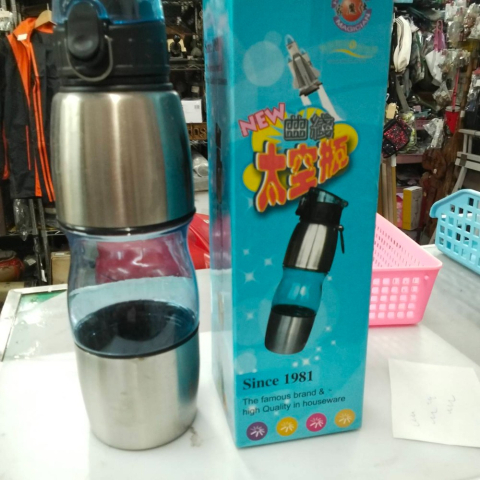 NEW
曲線
太空瓶
Since 1981
The famous brand &
high Quality in houseware